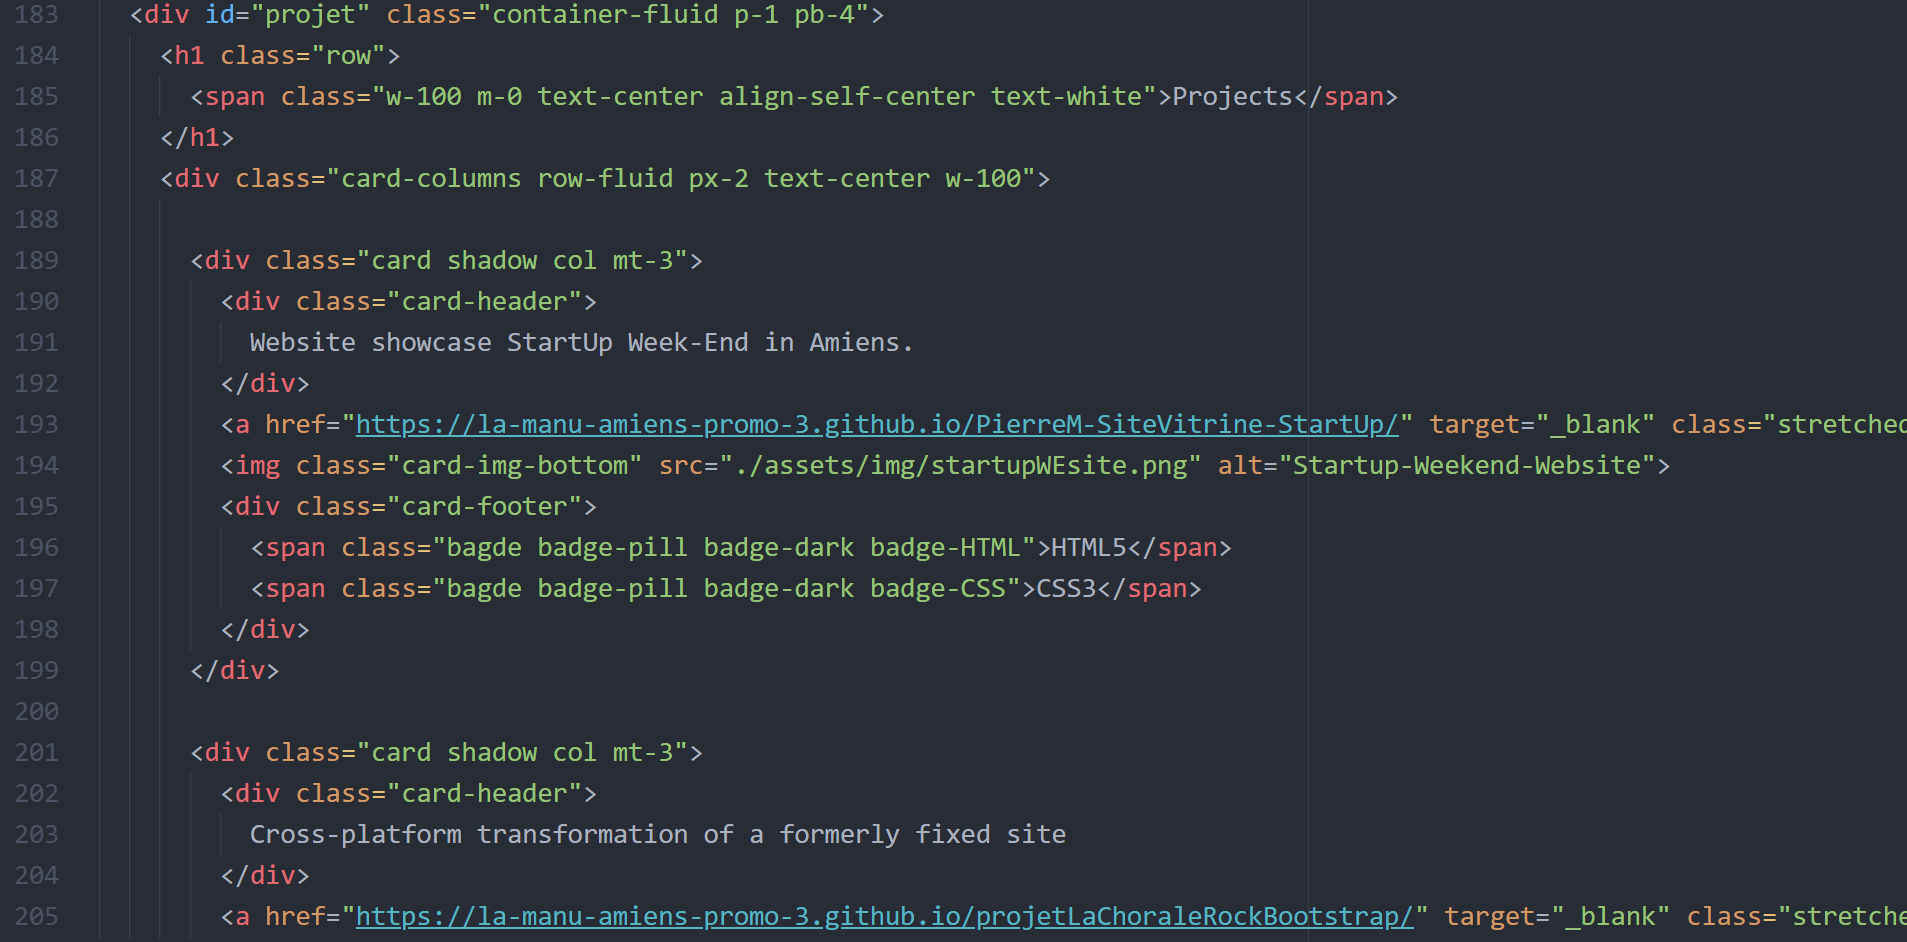 183 <div id="projet" class="container-fluid p-1 pb-4">
184 <h1 class="row">
185 <span class="w-100 m-0 text-center align-self-center text-white">Projects</span>
186 </h1>
187 <div class="card-columns row-fluid px-2 text-center w-100">
188
189 <div class="card shadow col mt-3">
190 <div class="card-header">
191 Website showcase StartUp Week-End in Amiens.
192 </div>
193 <a href="https://la-manu-amiens-promo-3.github.io/PierreM-SiteVitrine-StartUp/" target="_blank" class="stretched
194 <img class="card-img-bottom" src="./assets/img/startupWEsite.png" alt="Startup-Weekend-Website">
195 <div class="card-footer">
196 <span class="bagde badge-pill badge-dark badge-HTML">HTML5</span>
197 <span class="bagde badge-pill badge-dark badge-CSS">CSS3</span>
198 </div>
199 </div>
200
201 <div class="card shadow col mt-3">
202 <div class="card-header">
203 Cross-platform transformation of a formerly fixed site
204 </div>
205 <a href="https://la-manu-amiens-promo-3.github.io/projetLaChoraleRockBootstrap/" target="_blank" class="stretche